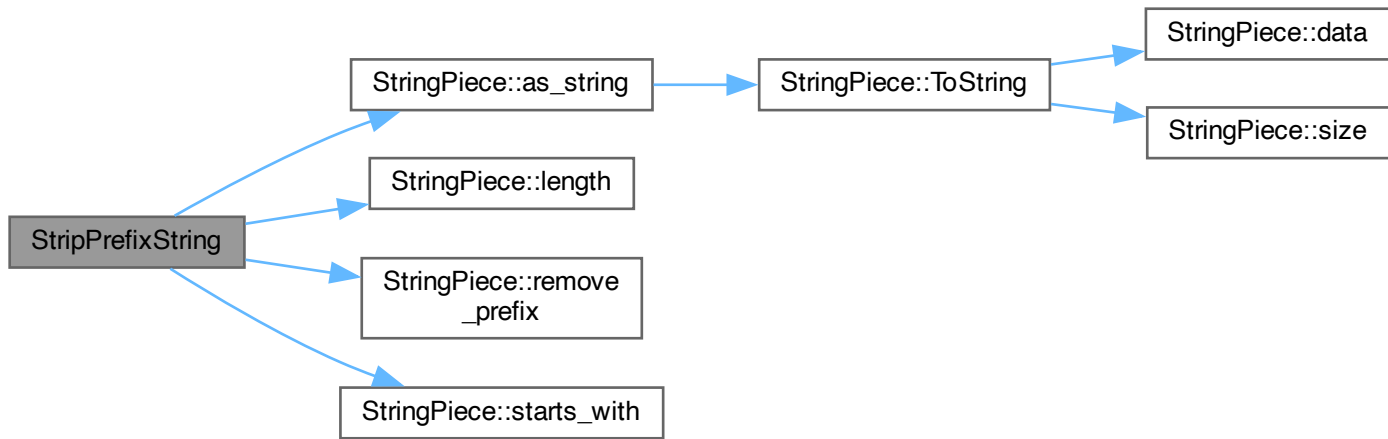 StripPrefixString
StringPiece::as_string
StringPiece::length
StringPiece::remove
_prefix
StringPiece::starts_with
StringPiece::ToString
StringPiece::data
StringPiece::size